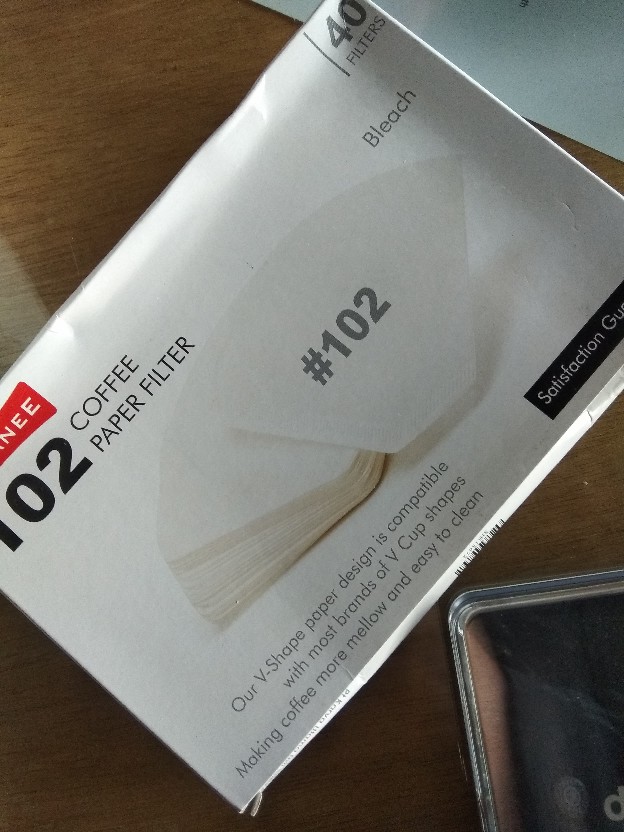 40
FILTERS
Bleach
#102
NEE
102
COFFEE
PAPER FILTER
Satisfaction
Our V-Shape paper design is compatible
with most brands of V Cup shapes
Making coffee more mellow and easy to clean